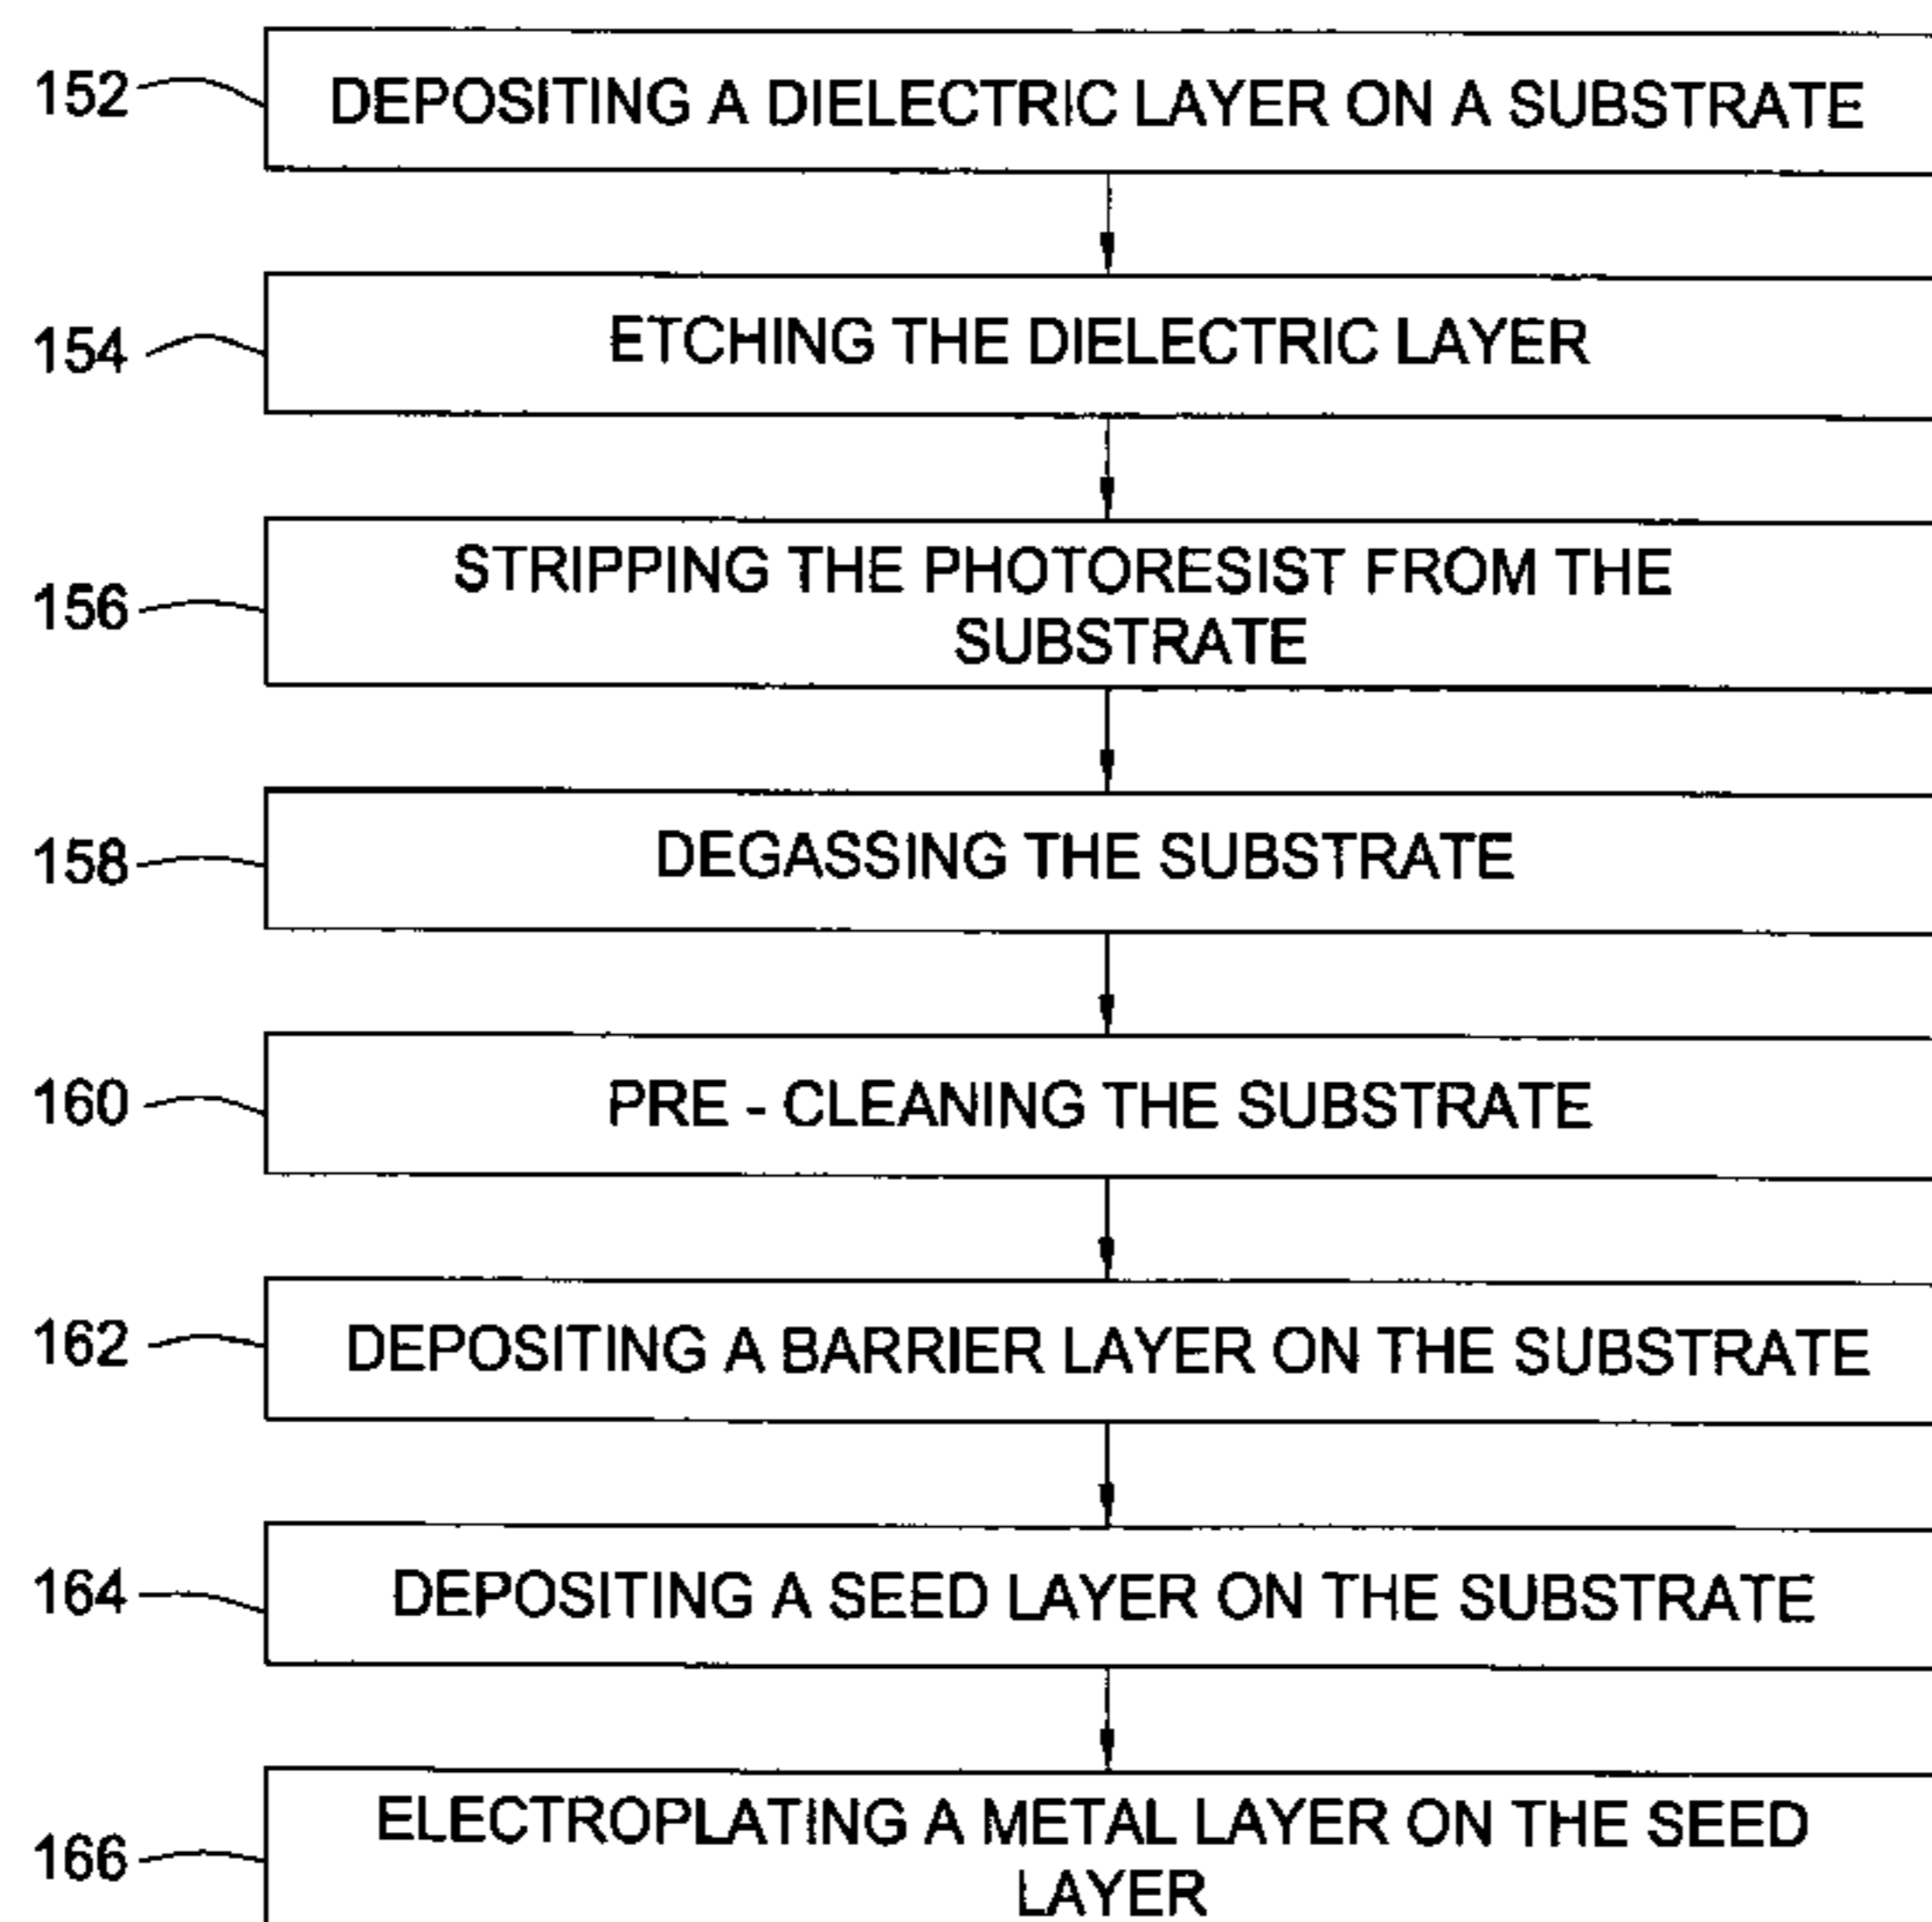 152 DEPOSITING A DIELECTRIC LAYER ON A SUBSTRATE
154 ETCHING THE DIELECTRIC LAYER
156 STRIPPING THE PHOTORESIST FROM THE
SUBSTRATE
158 DEGASSING THE SUBSTRATE
160 PRE - CLEANING THE SUBSTRATE
162 DEPOSITING A BARRIER LAYER ON THE SUBSTRATE
164 DEPOSITING A SEED LAYER ON THE SUBSTRATE
166 ELECTROPLATING A METAL LAYER ON THE SEED
LAYER